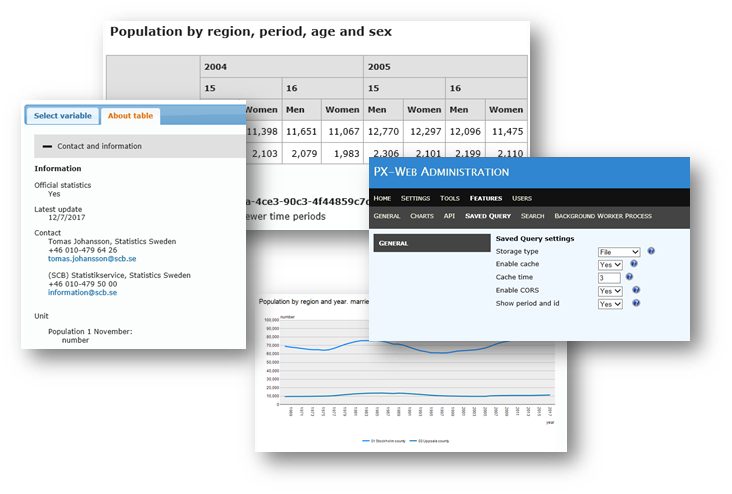 Population by region, period, age and sex
2004 2005
15 16 15 16
Women Men Women Men Women Men Women
11,398 11,651 11,067 12,770 12,297 12,096 11,475
2,103 2,079 1,983 2,306 2,101 2,199 2,110
-4ce3-90c3-4f44859c7
ewer time periods
Select variable About table
Contact and information
Information
Official statistics
Yes
Latest update
12/7/2017
Contact
Tomas Johansson, Statistics Sweden
+46 010-479 64 26
tomas.johansson@scb.se
(SCB) Statistikservice, Statistics Sweden
+46 010-479 50 00
information@scb.se
Unit
Population 1 November:
number
PX-Web Administration
Home Settings Tools Features Users
General Charts API Saved Query Search Background Worker Process
General
Saved Query settings
Storage type File
Enable cache Yes
Cache time 3
Enable CORS Yes
Show period and id Yes
Population by region and year. marrie
number
100,000
90,000
80,000
70,000
60,000
50,000
40,000
30,000
20,000
10,000
0
year
01 Stockholm county 03 Uppsala county